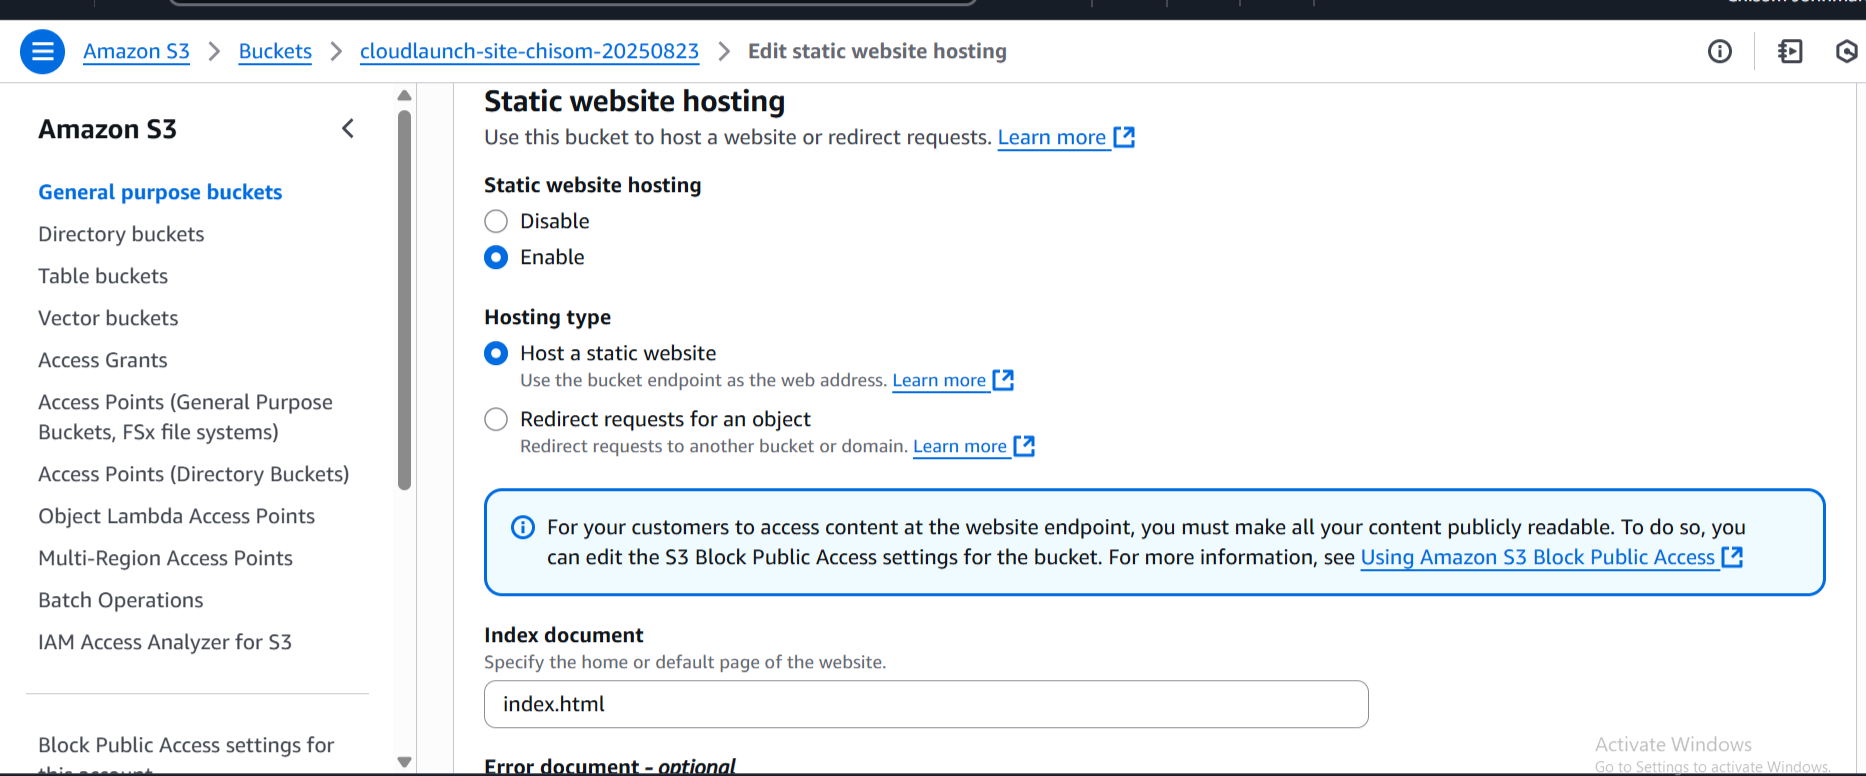 Amazon S3 > Buckets > cloudlaunch-site-chisom-20250823 > Edit static website hosting
Amazon S3
General purpose buckets
Directory buckets
Table buckets
Vector buckets
Access Grants
Access Points (General Purpose
Buckets, FSx file systems)
Access Points (Directory Buckets)
Object Lambda Access Points
Multi-Region Access Points
Batch Operations
IAM Access Analyzer for S3
Block Public Access settings for
this account
Static website hosting
Use this bucket to host a website or redirect requests. Learn more
Static website hosting
Disable
Enable
Hosting type
Host a static website
Use the bucket endpoint as the web address. Learn more
Redirect requests for an object
Redirect requests to another bucket or domain. Learn more
For your customers to access content at the website endpoint, you must make all your content publicly readable. To do so, you
can edit the S3 Block Public Access settings for the bucket. For more information, see Using Amazon S3 Block Public Access
Index document
Specify the home or default page of the website.
index.html
Error document - optional
Activate Windows
Go to Settings to activate Windows.